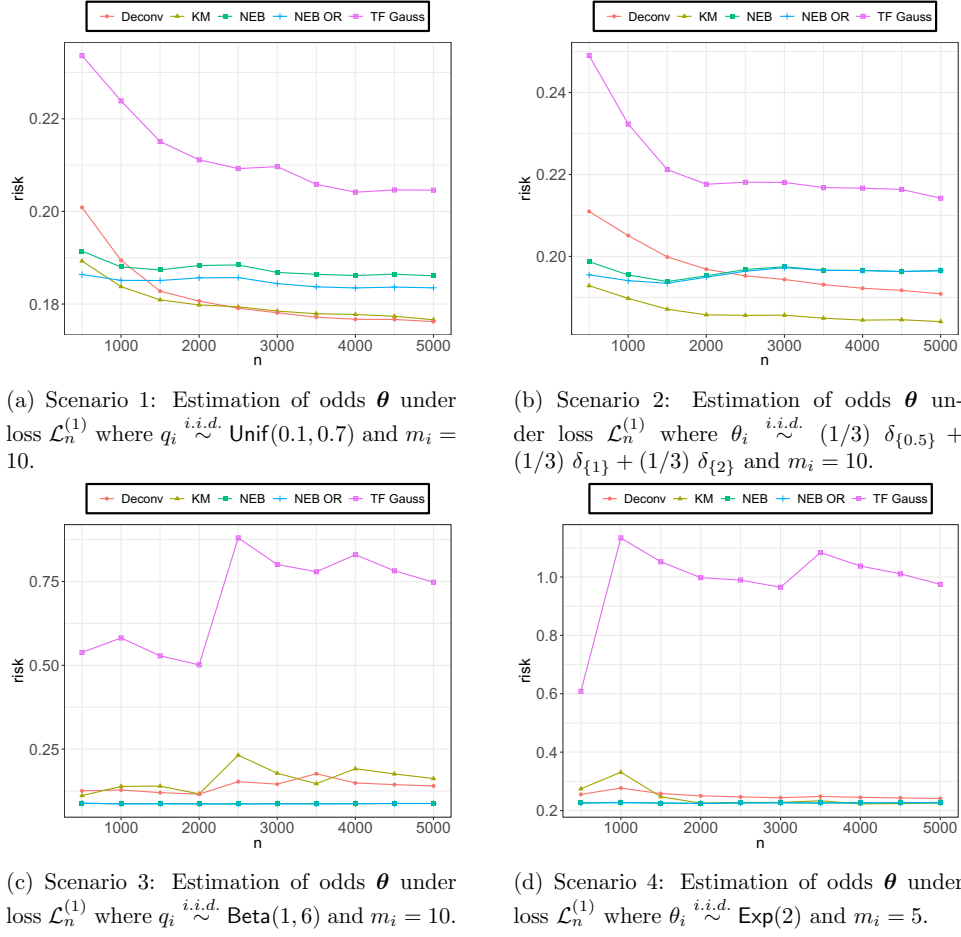 Deconv KM NEB NEB OR TF Gauss
risk
0.22
0.20
0.18
1000 2000 3000 4000 5000
n
(a) Scenario 1: Estimation of odds θ under
loss L_n^(1) where q_i i.i.d. ~ Unif(0.1, 0.7) and m_i =
10.
Deconv KM NEB NEB OR TF Gauss
risk
0.24
0.22
0.20
1000 2000 3000 4000 5000
n
(b) Scenario 2: Estimation of odds θ un-
der loss L_n^(1) where θ_i i.i.d. ~ (1/3) δ_{0.5} +
(1/3) δ_{1} + (1/3) δ_{2} and m_i = 10.
Deconv KM NEB NEB OR TF Gauss
risk
0.75
0.50
0.25
1000 2000 3000 4000 5000
n
(c) Scenario 3: Estimation of odds θ under
loss L_n^(1) where q_i i.i.d. ~ Beta(1, 6) and m_i = 10.
Deconv KM NEB NEB OR TF Gauss
risk
1.0
0.8
0.6
0.4
0.2
1000 2000 3000 4000 5000
n
(d) Scenario 4: Estimation of odds θ under
loss L_n^(1) where θ_i i.i.d. ~ Exp(2) and m_i = 5.